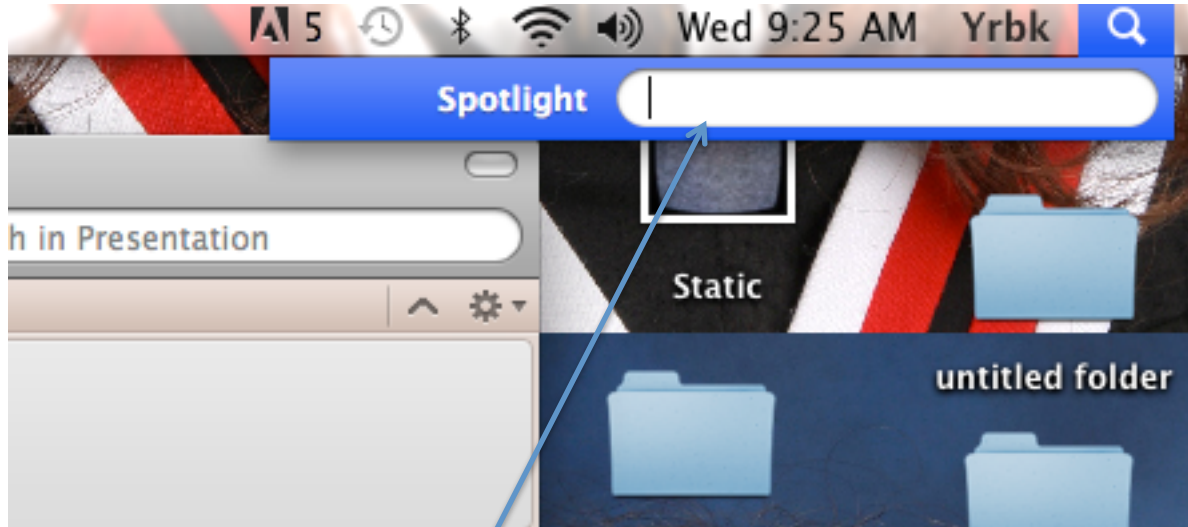 5 Wed 9:25 AM Yrbk
Spotlight
h in Presentation
Static
untitled folder